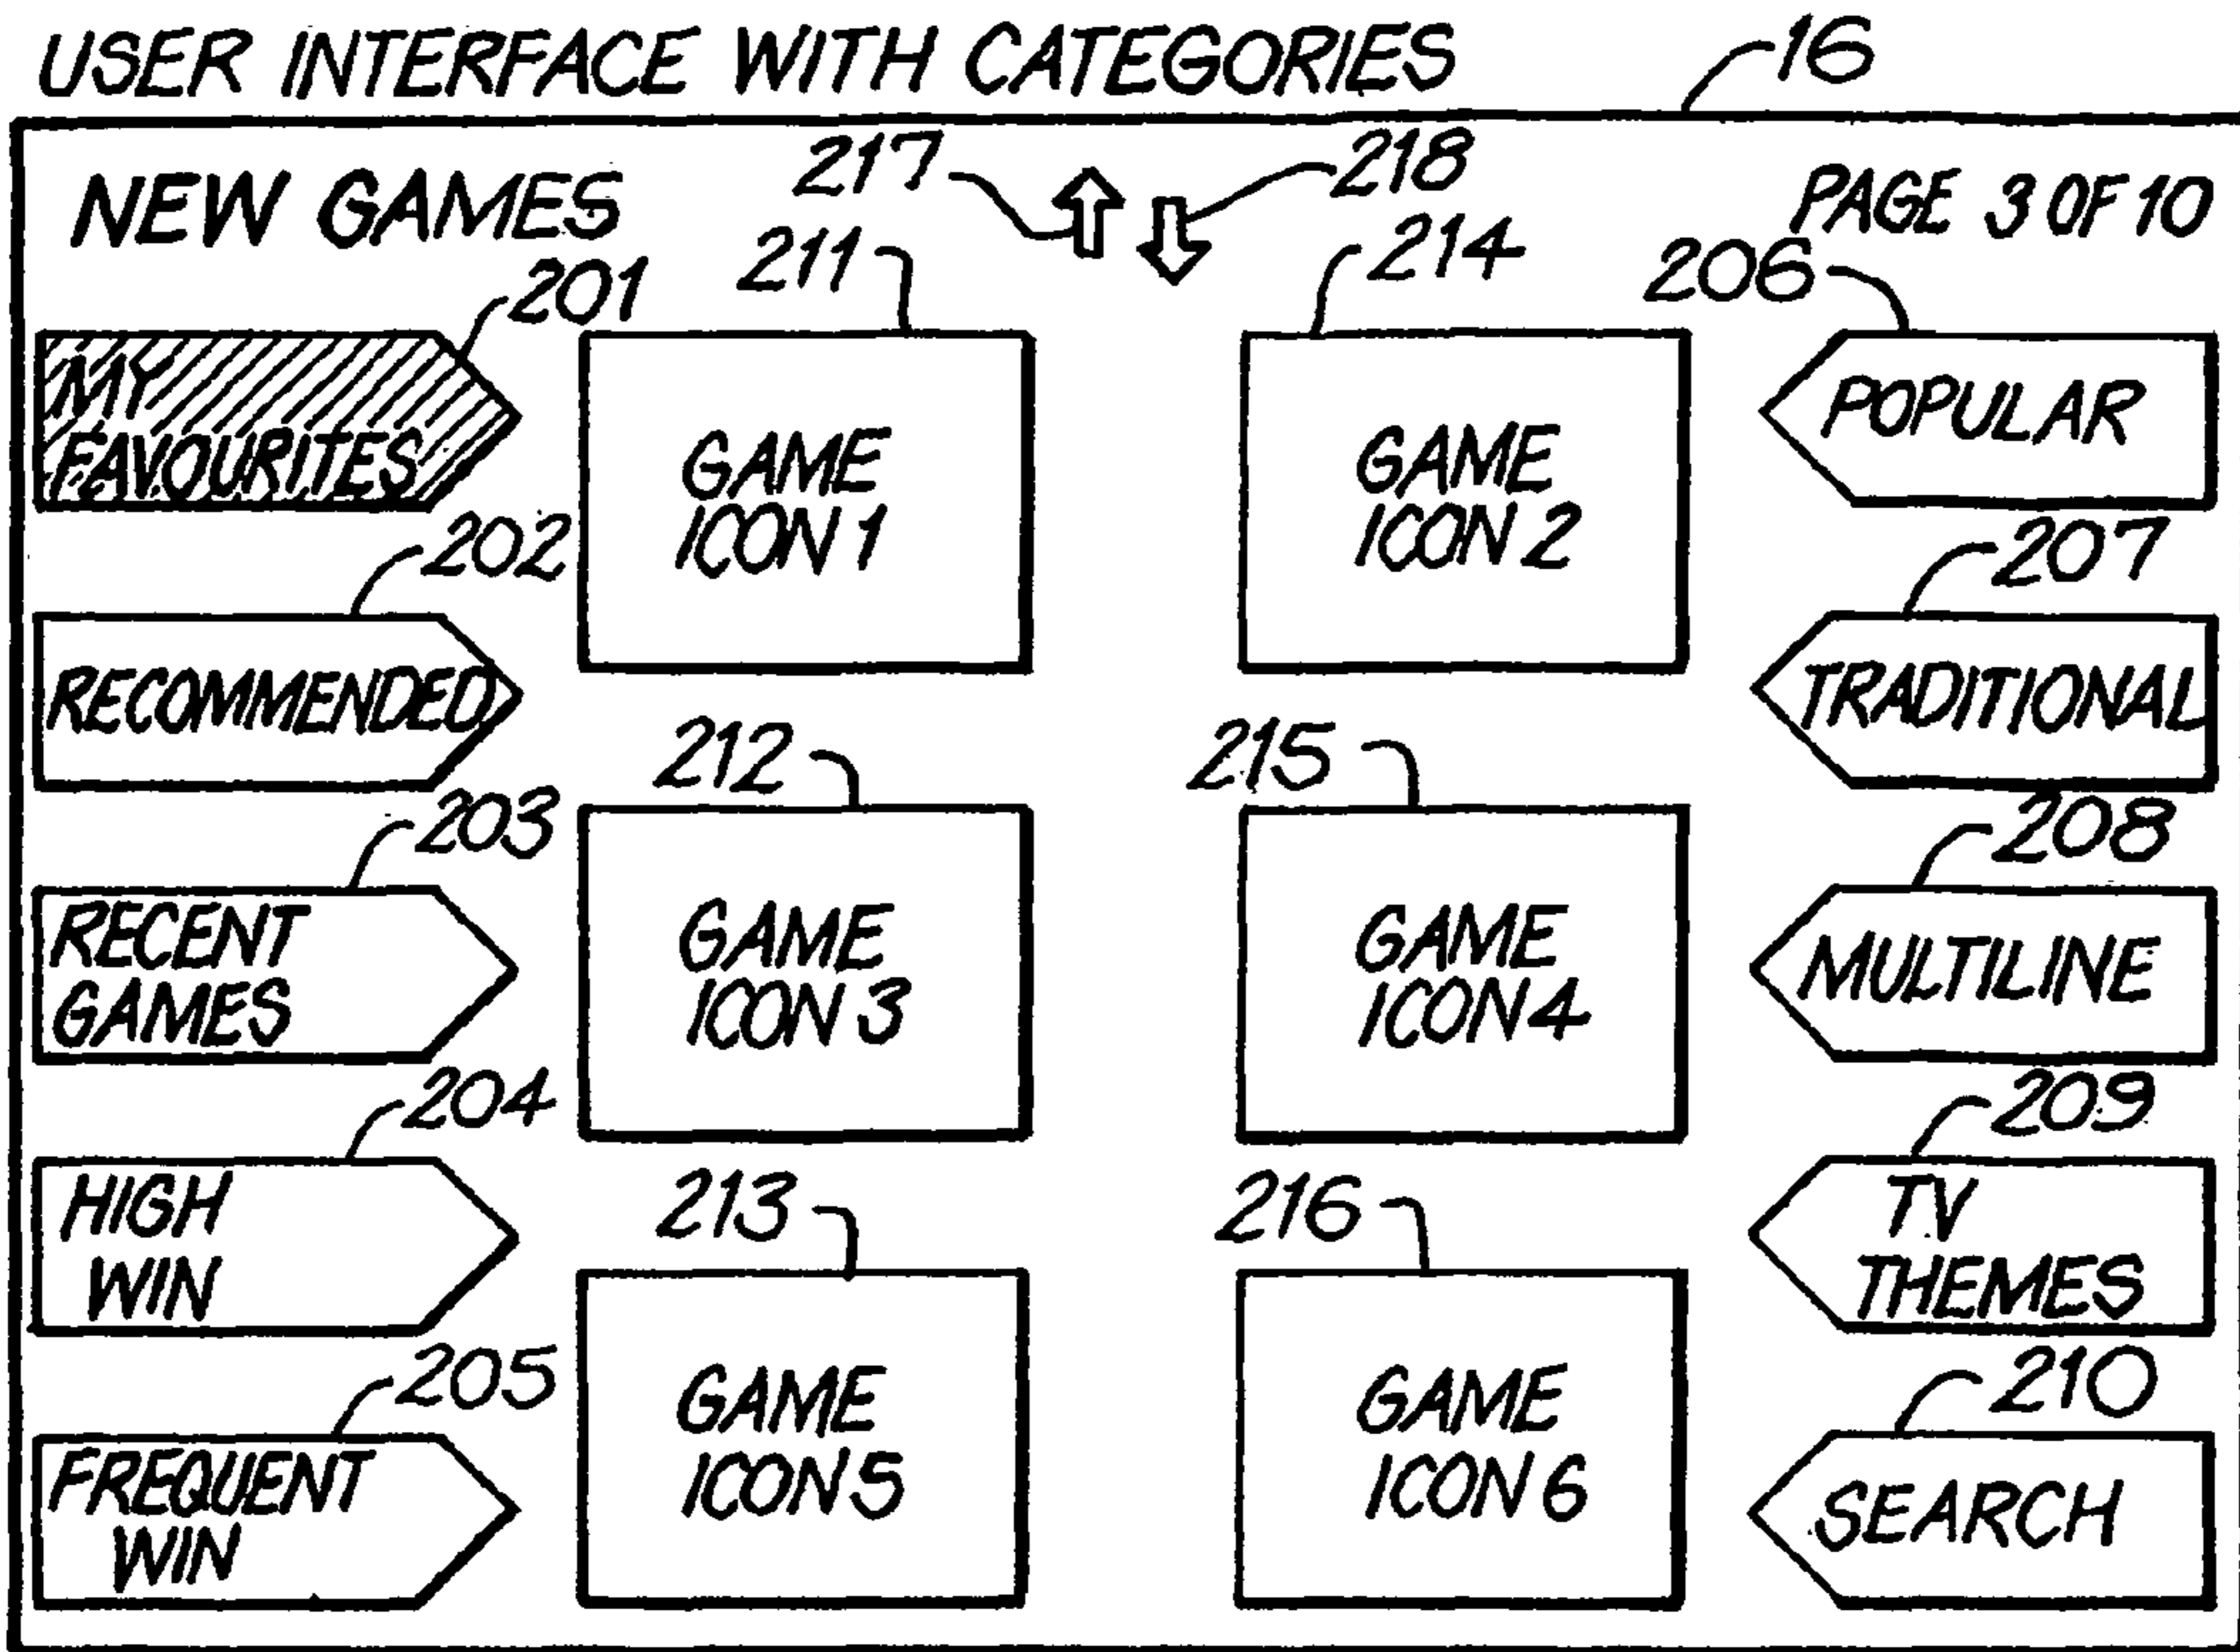 USER INTERFACE WITH CATEGORIES
16
NEW GAMES
217
218
PAGE 3 OF 10
211
214
206
201
MY
FAVOURITES
GAME
ICON 1
GAME
ICON 2
POPULAR
202
207
RECOMMENDED
TRADITIONAL
212
215
203
208
RECENT
GAMES
GAME
ICON 3
GAME
ICON 4
MULTILINE
204
209
HIGH
WIN
213
216
TV
THEMES
205
210
FREQUENT
WIN
GAME
ICON 5
GAME
ICON 6
SEARCH